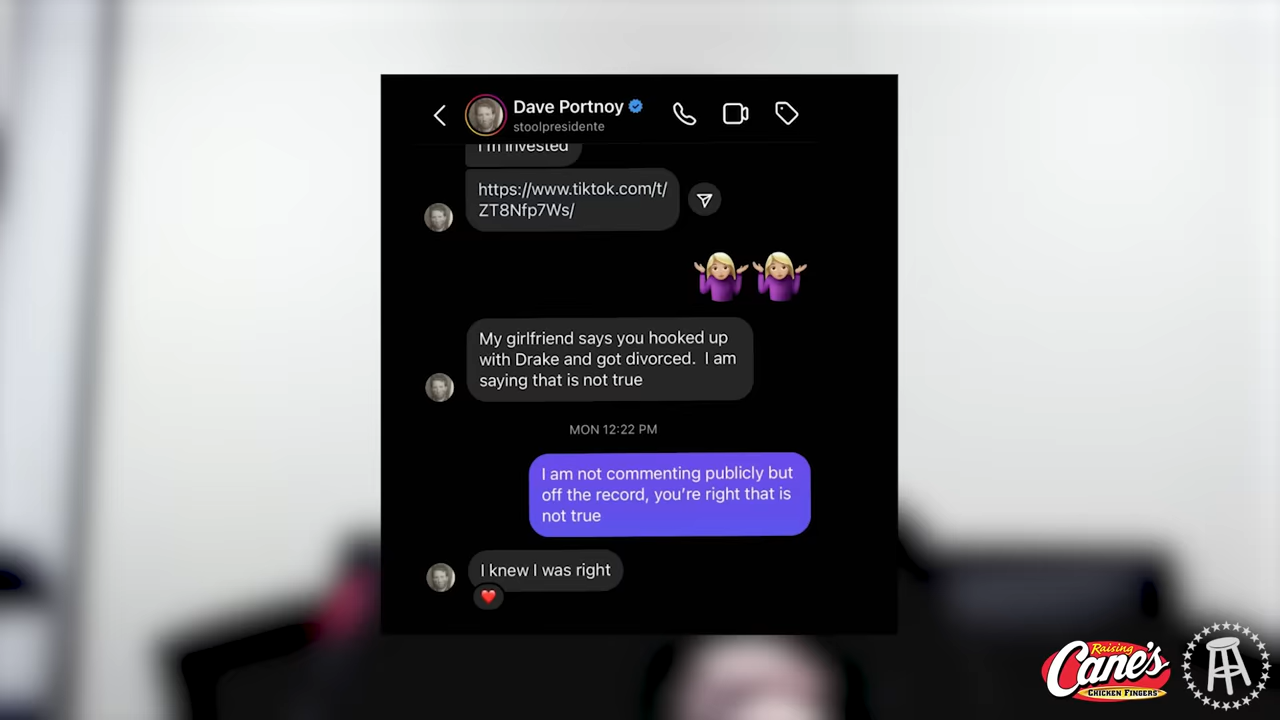 Dave Portnoy
stoolpresidente
I'm invested
https://www.tiktok.com/t/
ZT8Nfp7Ws/
My girlfriend says you hooked up
with Drake and got divorced. I am
saying that is not true
MON 12:22 PM
I am not commenting publicly but
off the record, you're right that is
not true
I knew I was right
Raising
Cane's
CHICKEN FINGERS